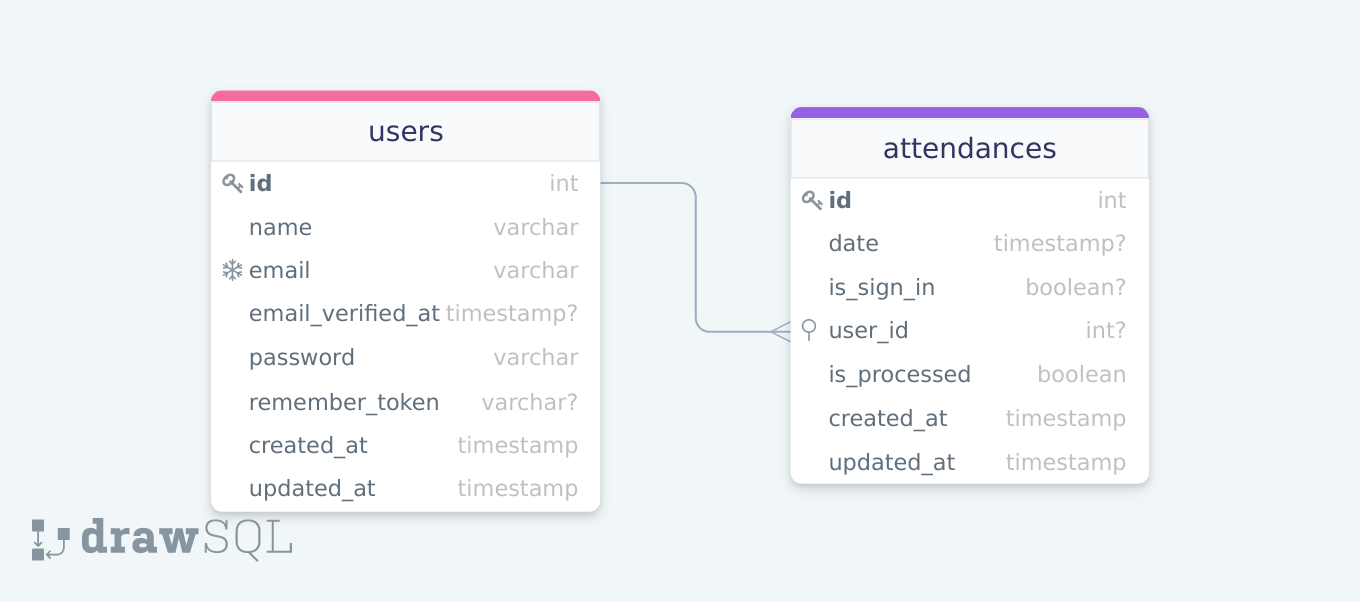 users
id int
name varchar
email varchar
email_verified_at timestamp?
password varchar
remember_token varchar?
created_at timestamp
updated_at timestamp
attendances
id int
date timestamp?
is_sign_in boolean?
user_id int?
is_processed boolean
created_at timestamp
updated_at timestamp
drawSQL